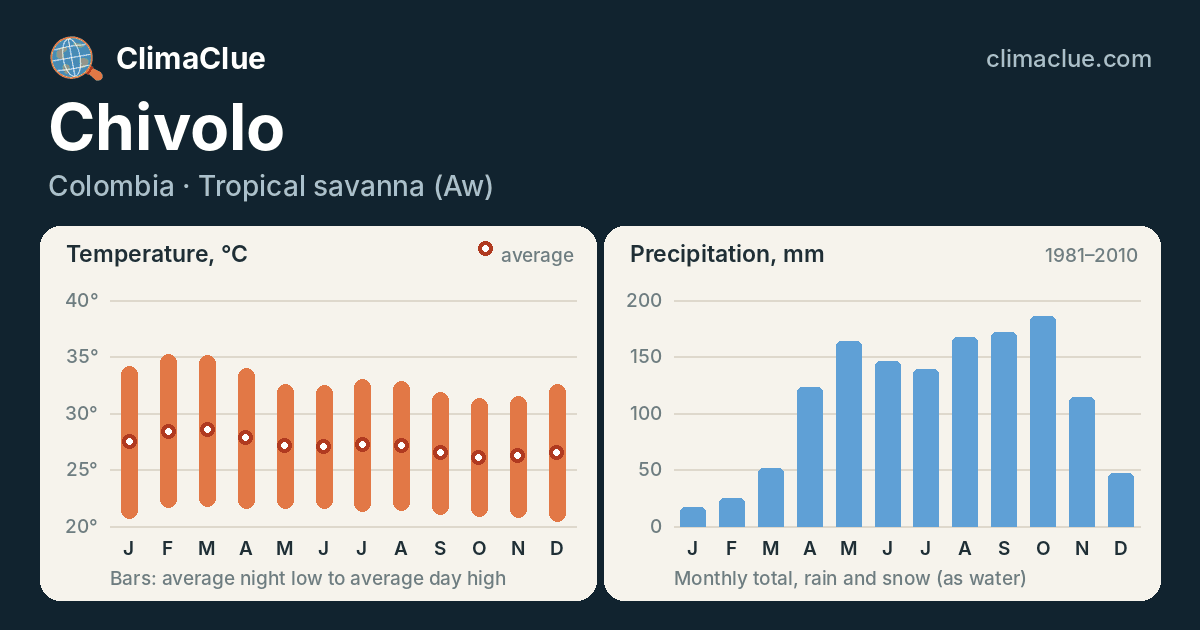 ClimaClue
climaclue.com
Chivolo
Colombia · Tropical savanna (Aw)
Temperature, °C
average
40°
35°
30°
25°
20°
J F M A M J J A S O N D
Bars: average night low to average day high
Precipitation, mm
1981–2010
200
150
100
50
0
J F M A M J J A S O N D
Monthly total, rain and snow (as water)